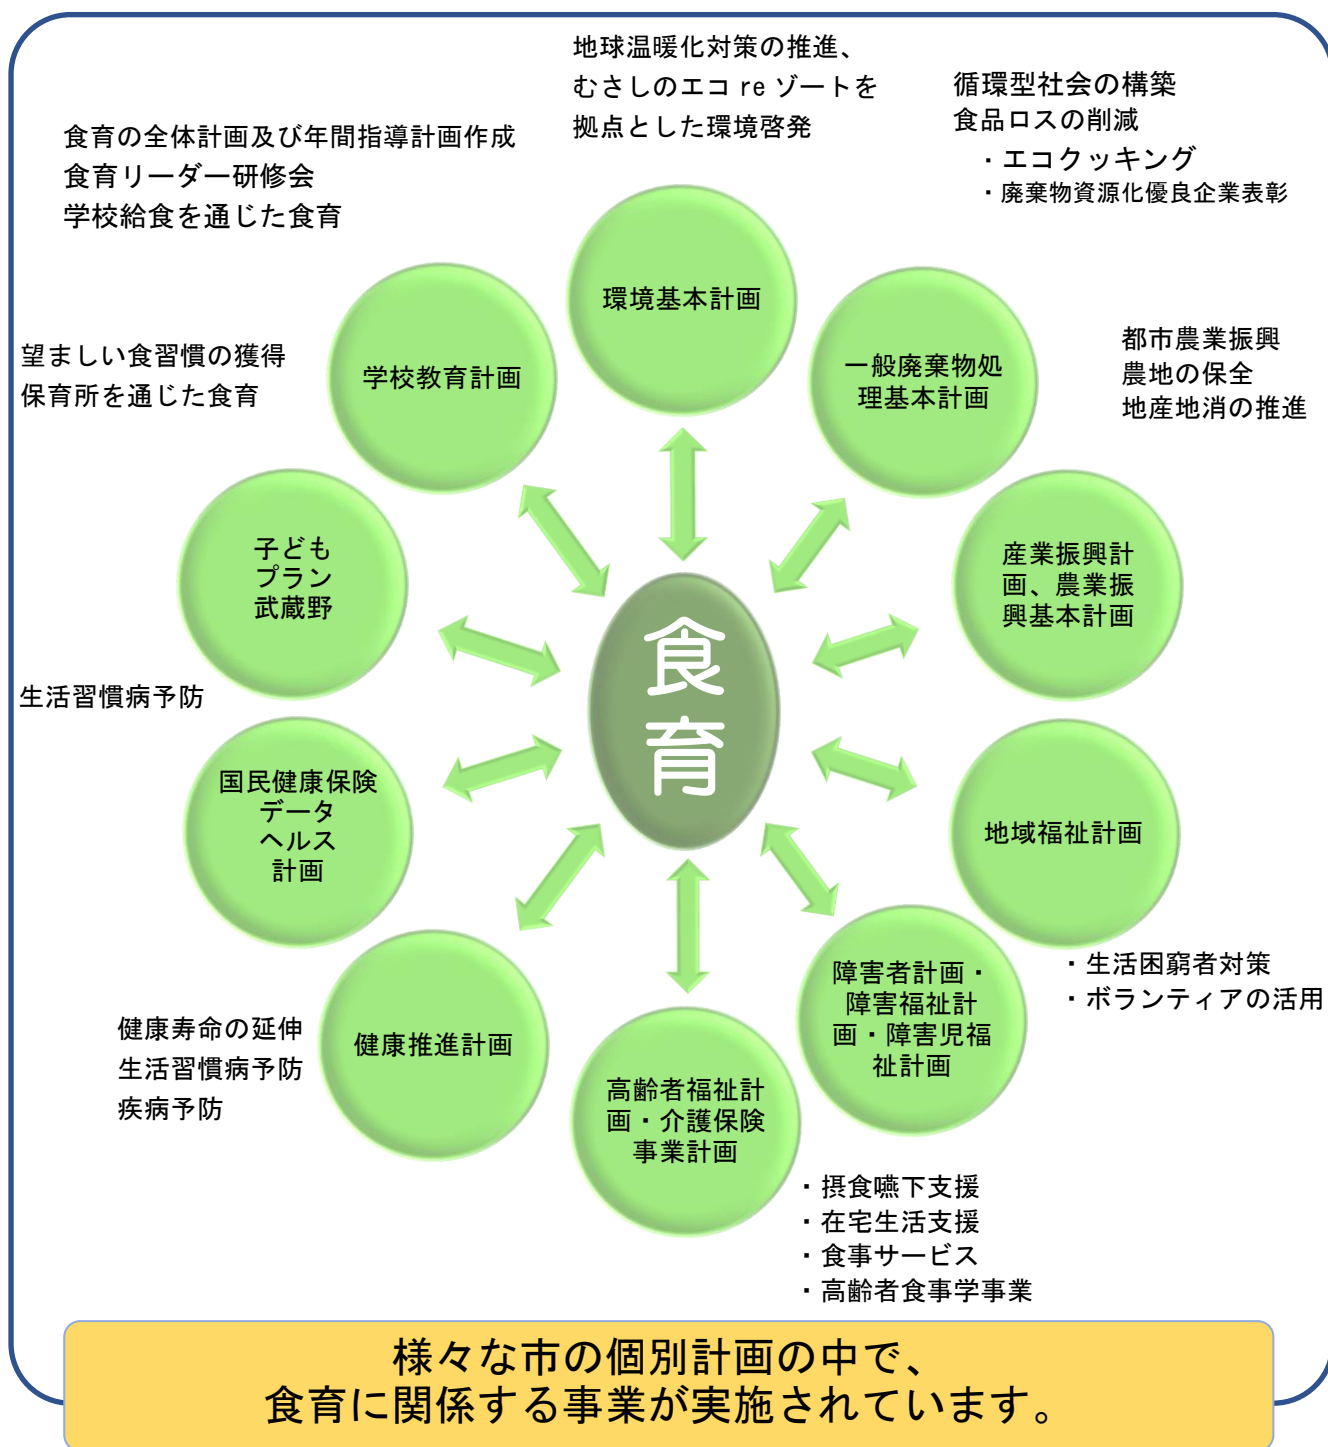 地球温暖化対策の推進、
むさしのエコ re ゾートを
拠点とした環境啓発
循環型社会の構築
食品ロスの削減
・エコクッキング
・廃棄物資源化優良企業表彰
食育の全体計画及び年間指導計画作成
食育リーダー研修会
学校給食を通じた食育
環境基本計画
学校教育計画
一般廃棄物処
理基本計画
望ましい食習慣の獲得
保育所を通じた食育
都市農業振興
農地の保全
地産地消の推進
子ども
プラン
武蔵野
産業振興計
画、農業振
興基本計画
食
育
生活習慣病予防
国民健康保険
データ
ヘルス
計画
地域福祉計画
・生活困窮者対策
・ボランティアの活用
障害者計画・
障害福祉計
画・障害児福
祉計画
健康推進計画
健康寿命の延伸
生活習慣病予防
疾病予防
高齢者福祉計
画・介護保険
事業計画
・摂食嚥下支援
・在宅生活支援
・食事サービス
・高齢者食事学事業
様々な市の個別計画の中で、
食育に関係する事業が実施されています。